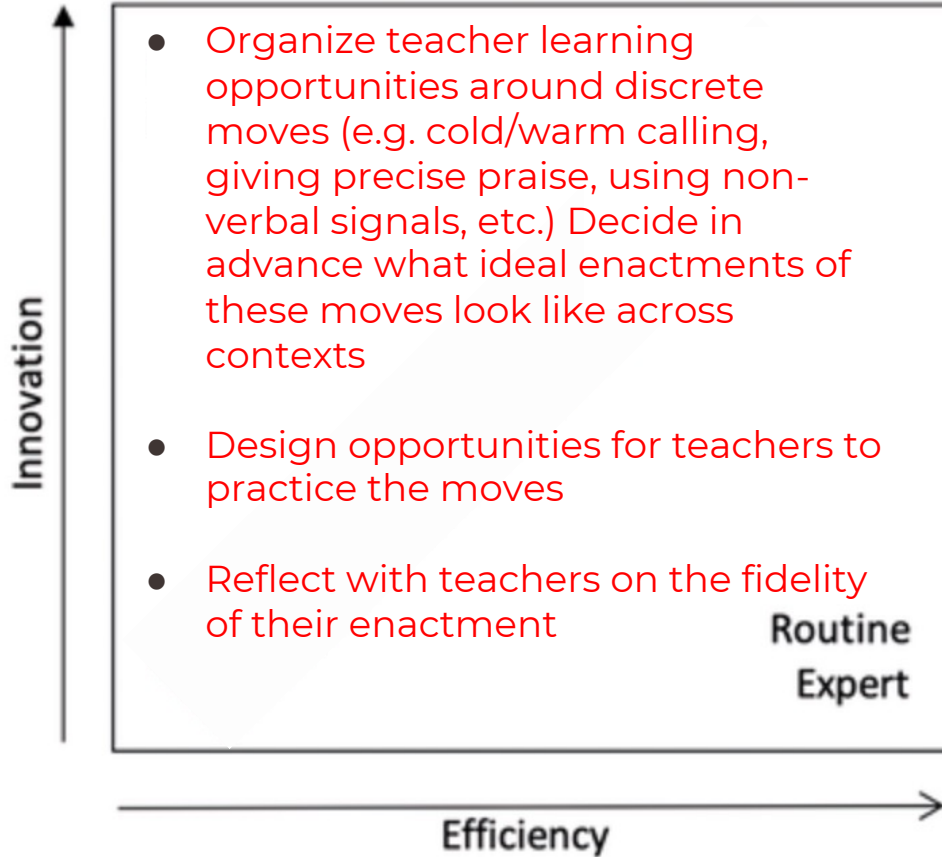 ● Organize teacher learning
opportunities around discrete
moves (e.g. cold/warm calling,
giving precise praise, using non-
verbal signals, etc.) Decide in
advance what ideal enactments of
these moves look like across
contexts
● Design opportunities for teachers to
practice the moves
● Reflect with teachers on the fidelity
of their enactment
Routine
Expert
Innovation
Efficiency